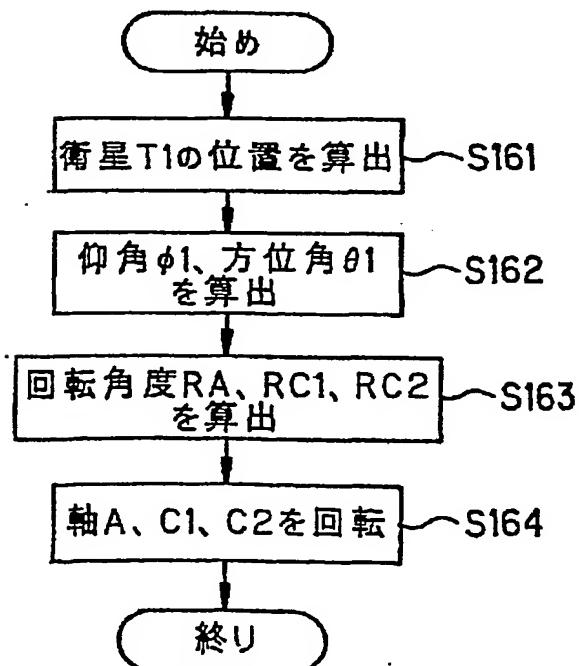 始め
衛星T1の位置を算出
S161
仰角φ1、方位角θ1
を算出
S162
回転角度RA、RC1、RC2
を算出
S163
軸A、C1、C2を回転
S164
終り